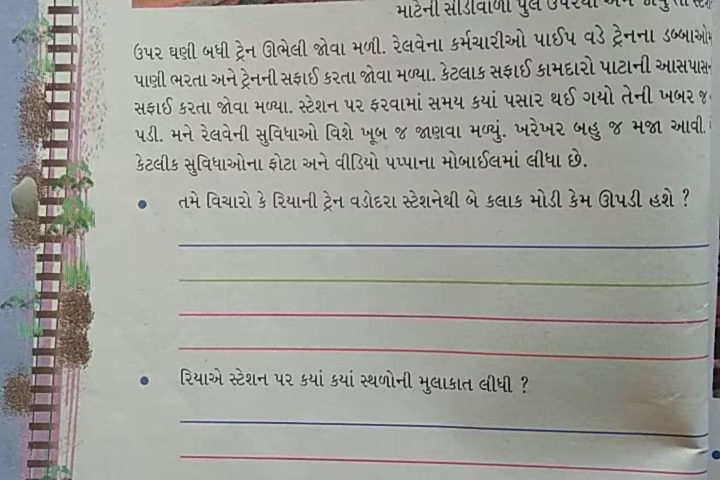 માટેની સીડીવાળા પુલ
ઉપર ઘણી બધી ટ્રેન ઊભેલી જોવા મળી. રેલવેના કર્મચારીઓ પાઈપ વડે ટ્રેનના
પાણી ભરતા અને ટ્રેનની સફાઈ કરતા જોવા મળ્યા. કેટલાક સફાઈ કામદારો પાટાની આસપાસ
સફાઈ કરતા જોવા મળ્યા. સ્ટેશન પર ફરવામાં સમય કયાં પસાર થઈ ગયો તેની ખબર જ
પડી. મને રેલવેની સુવિધાઓ વિશે ખૂબ જ જાણવા મળ્યું. ખરેખર બહુ જ મજા આવી.
કેટલીક સુવિધાઓના ફોટા અને વીડિયો પપ્પાના મોબાઈલમાં લીધા છે.
• તમે વિચારો કે રિયાની ટ્રેન વડોદરા સ્ટેશનેથી બે કલાક મોડી કેમ ઊપડી હશે ?
• રિયાએ સ્ટેશન પર કયાં કયાં સ્થળોની મુલાકાત લીધી ?